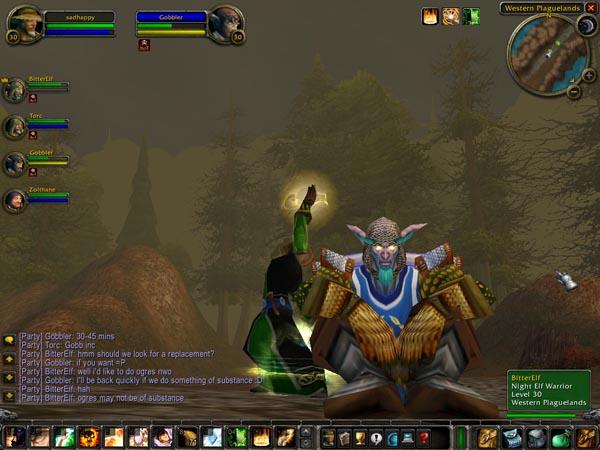 sadhappy
Gobbler
Western Plaguelands
N
30
30
BitterElf
Torc
Gobbler
Zolthane
[Party] Gobbler: 30-45 mins
[Party] Torc: Gobb inc
[Party] BitterElf: hmm should we look for a replacement?
[Party] Gobbler: if you want =P
[Party] BitterElf: well i'd like to do ogres nwo
[Party] Gobbler: I'll be back quickly if we do something of substance :D
[Party] BitterElf: hah
[Party] BitterElf: ogres may not be of substance
BitterElf
Night Elf Warrior
Level 30
Western Plaguelands